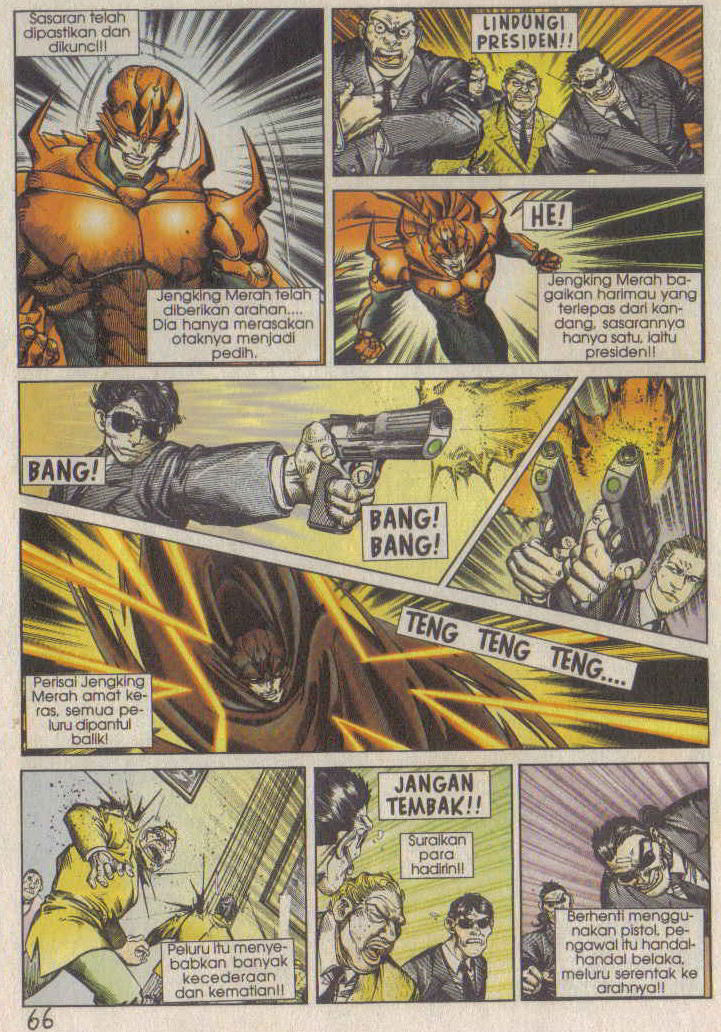 Sasaran telah
dipastikan dan
dikunci!!
Jengking Merah telah
diberikan arahan....
Dia hanya merasakan
otaknya menjadi
pedih.
LINDUNGI
PRESIDEN!!
HE!
Jengking Merah ba-
gaikan harimau yang
terlepas dari kan-
dang, sasarannya
hanya satu, iaitu
presiden!!
BANG!
BANG!
BANG!
TENG TENG TENG....
Perisai Jengking
Merah amat ke-
ras, semua pe-
luru dipantul
balik!
Peluru itu menye-
babkan banyak
kecederaan
dan kematian!!
JANGAN
TEMBAK!!
Suraikan
para
hadirin!!
Berhenti menggu-
nakan pistol, pe-
ngawal itu handal-
handal belaka,
meluru serentak ke
arahnya!!
66